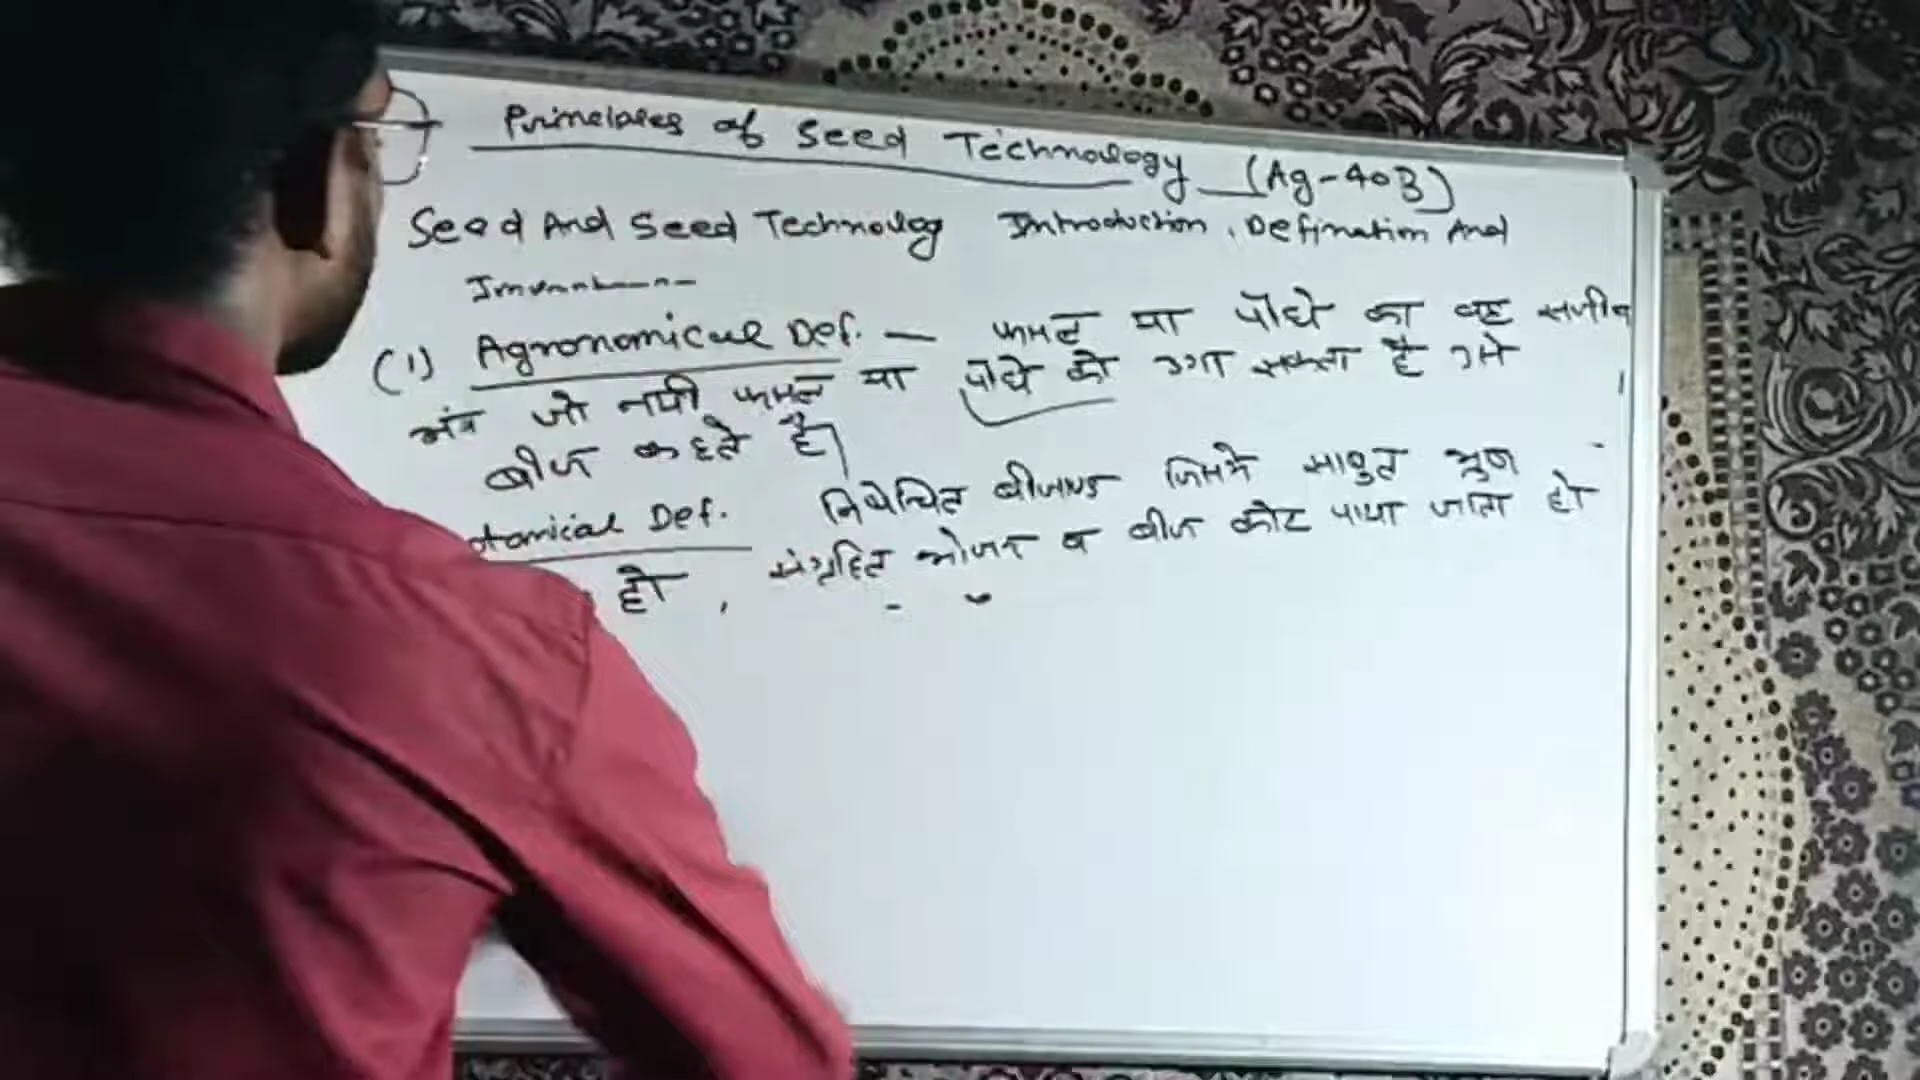 Principles of Seed Technology (Ag-403)
Seed And Seed Technology Introduction, Defination And
(1) Agronomical Def. — फसल या पौधे का वह सजीव
अंग जो नयी फसल या पौधे को उगा सकता है उसे
बीज कहते है।
otanical Def. निषेचित बीजाण्ड जिसमे साबुत भ्रुण
हो, संग्रहित भोजन व बीज कोट पाया जाता हो